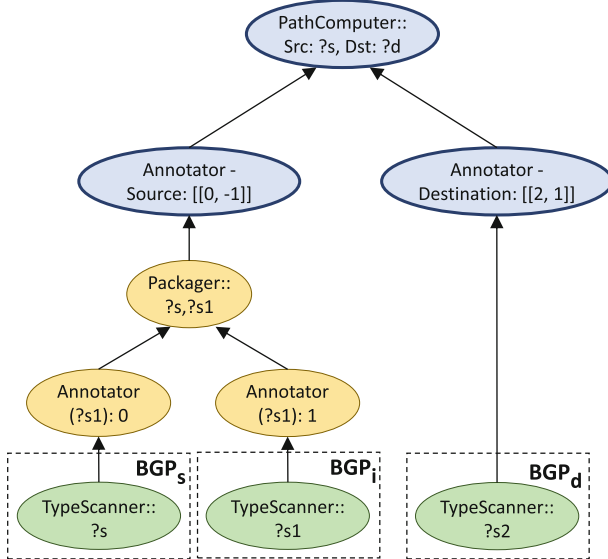 PathComputer::
Src: ?s, Dst: ?d
Annotator -
Source: [[0, -1]]
Annotator -
Destination: [[2, 1]]
Packager::
?s,?s1
Annotator
(?s1): 0
Annotator
(?s1): 1
BGPs
TypeScanner::
?s
BGPi
TypeScanner::
?s1
BGPd
TypeScanner::
?s2